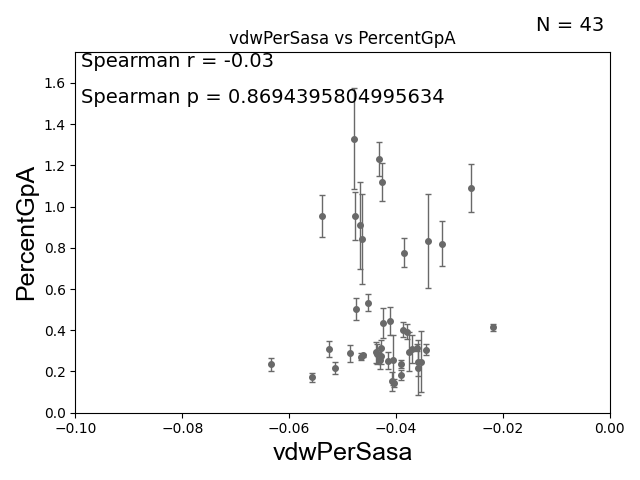 N = 43
vdwPerSasa vs PercentGpA
Spearman r = -0.03
Spearman p = 0.8694395804995634
PercentGpA
1.6
1.4
1.2
1.0
0.8
0.6
0.4
0.2
0.0
−0.10 −0.08 −0.06 −0.04 −0.02 0.00
vdwPerSasa